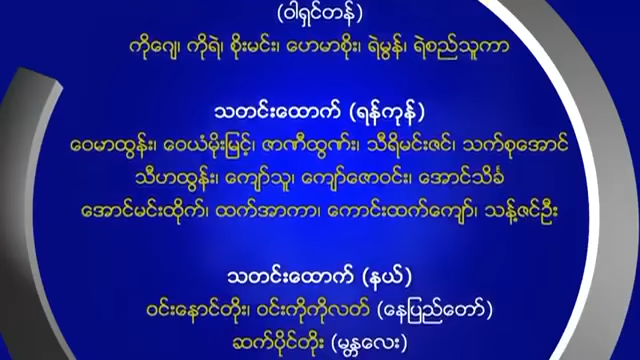 (ဝါရှင်တန်)
ကိုဂျေ၊ ကိုရဲ၊ စိုးမင်း၊ ဟေမာစိုး၊ ရဲမွန်၊ ရဲစည်သူကာ
သတင်းထောက် (ရန်ကုန်)
ဝေမာထွန်း၊ ဝေယံမိုးမြင့်၊ ဇာဏီထွဏ်း၊ သီရိမင်းဇင်၊ သက်စုအောင်
သီဟထွန်း၊ ကျော်သူ၊ ကျော်ဇောဝင်း၊ အောင်သိင်္ခ
အောင်မင်းထိုက်၊ ထက်အာကာ၊ ကောင်းထက်ကျော်၊ သန့်ဇင်ဦး
သတင်းထောက် (နယ်)
ဝင်းနောင်တိုး၊ ဝင်းကိုကိုလတ် (နေပြည်တော်)
ဆက်ပိုင်တိုး (မန္တလေး)